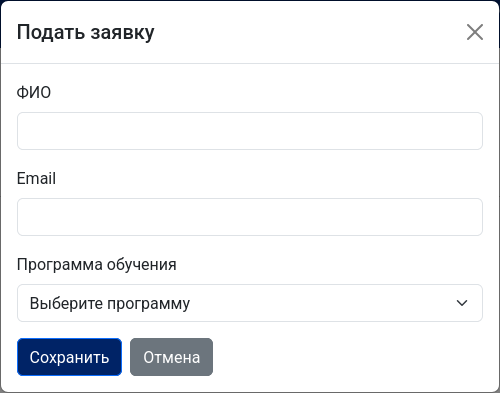 Подать заявку
ФИО
Email
Программа обучения
Выберите программу
Сохранить Отмена